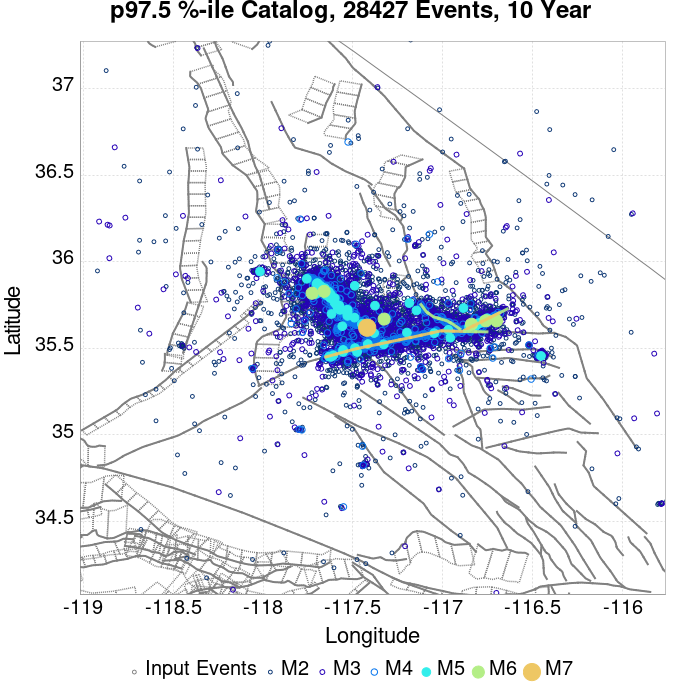 p97.5 %-ile Catalog, 28427 Events, 10 Year
37
36.5
36
35.5
35
34.5
Latitude
-119 -118.5 -118 -117.5 -117 -116.5 -116
Longitude
Input Events M2 M3 M4 M5 M6 M7